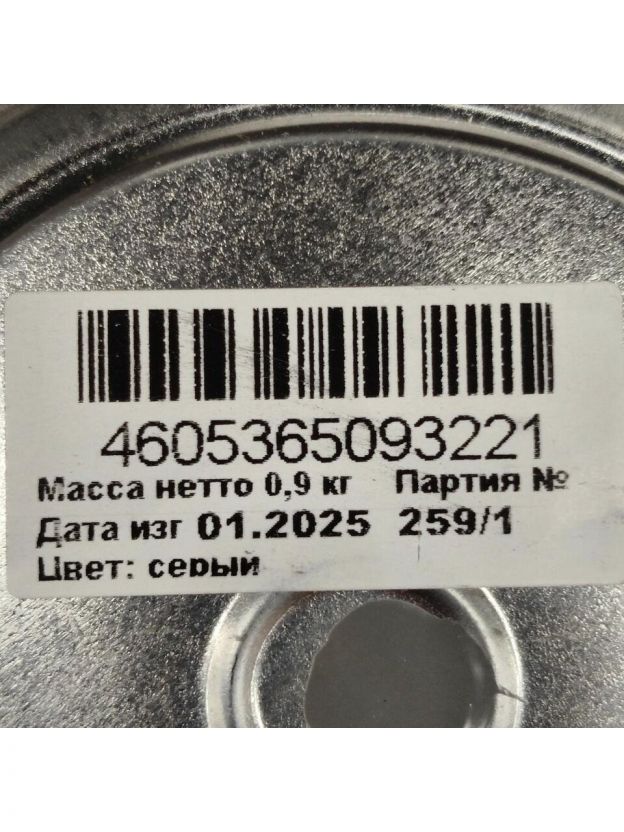 4605365093221
Масса нетто 0,9 кг Партия №
Дата изг 01.2025 259/1
Цвет: серый